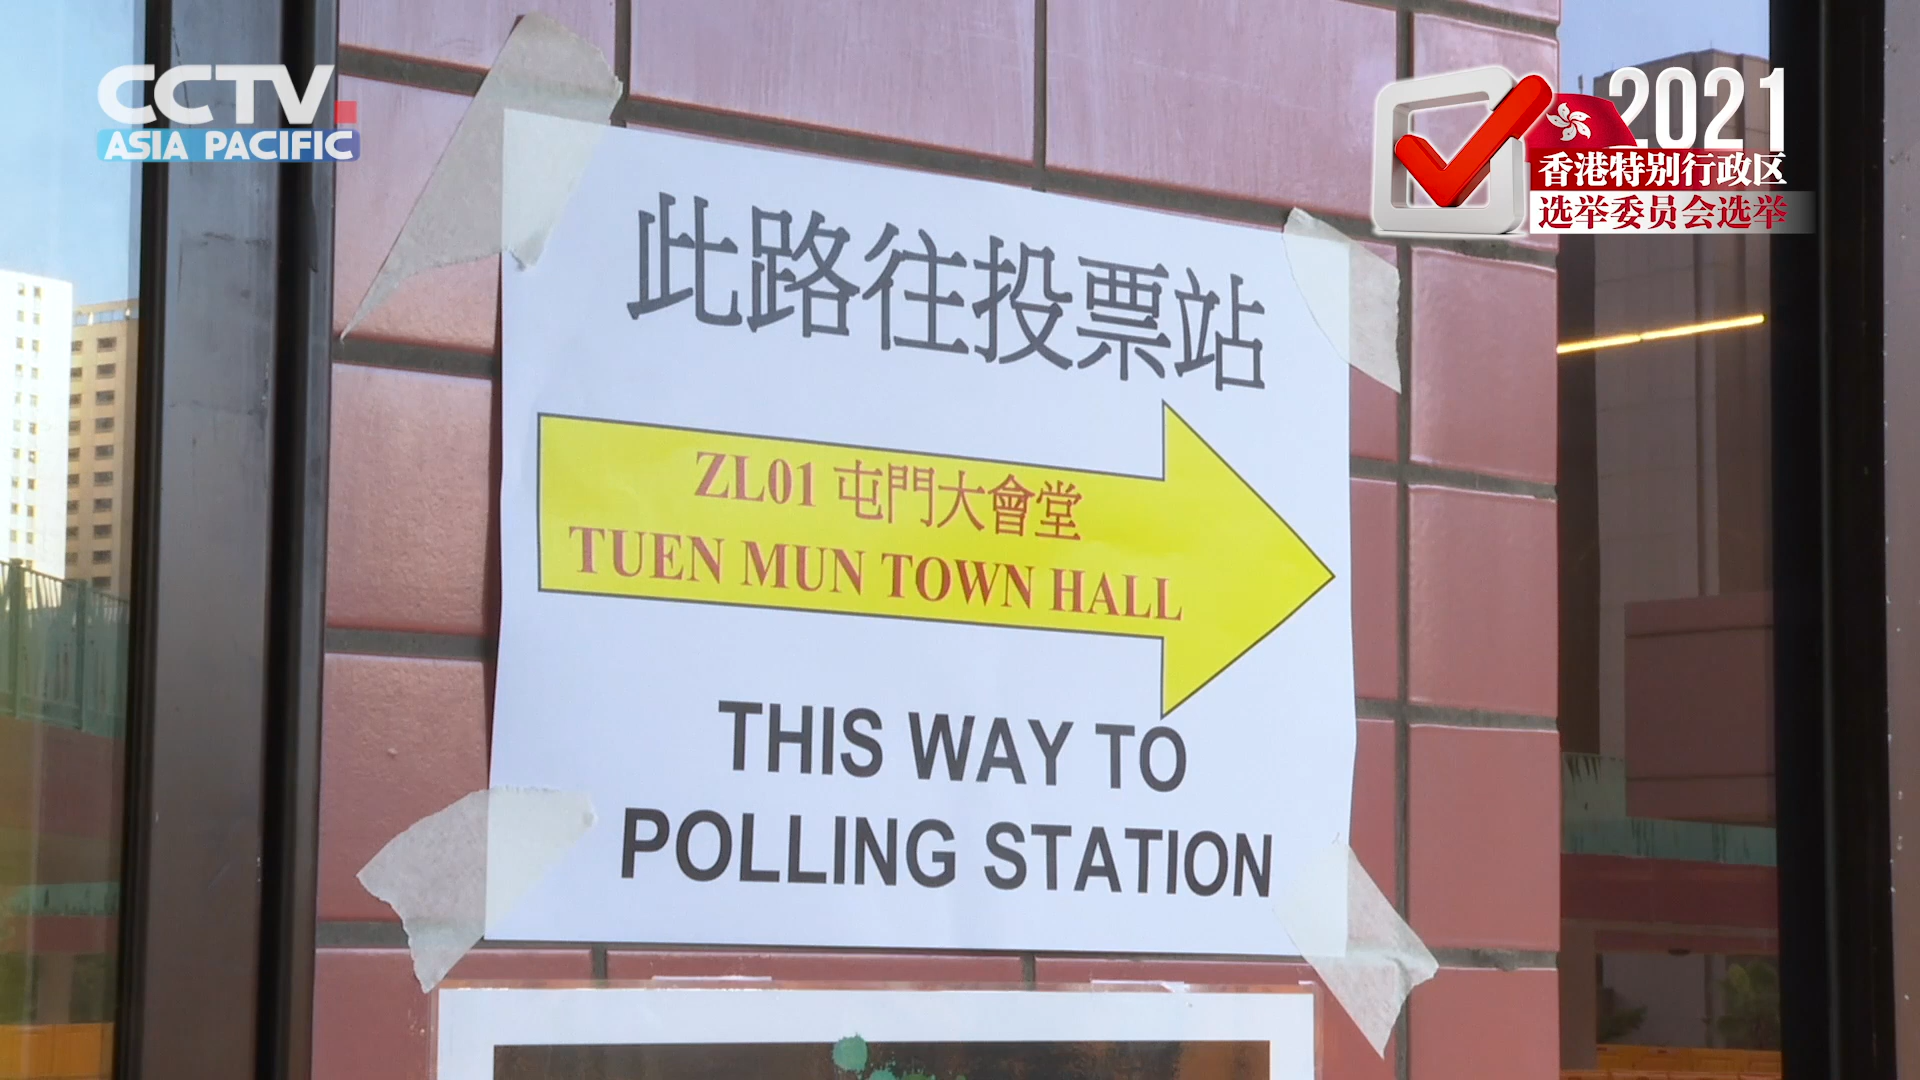 CCTV
ASIA PACIFIC
2021
香港特别行政区
选举委员会选举
此路往投票站
ZL01 屯門大會堂
TUEN MUN TOWN HALL
THIS WAY TO
POLLING STATION